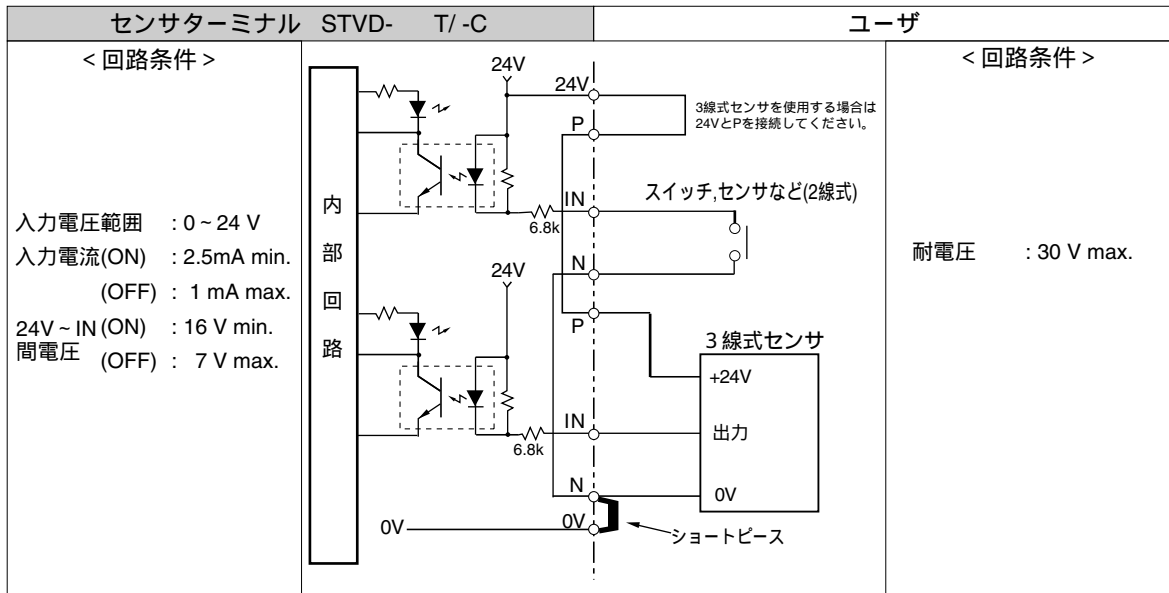 センサターミナル STVD- T/ -C
ユーザ
< 回路条件 >
入力電圧範囲 : 0 ~ 24 V
入力電流(ON) : 2.5mA min.
(OFF) : 1 mA max.
24V ~ IN (ON) : 16 V min.
間電圧 (OFF) : 7 V max.
内部回路
24V
24V
P
3線式センサを使用する場合は
24VとPを接続してください。
IN
6.8k
スイッチ,センサなど(2線式)
N
24V
P
3 線式センサ
+24V
IN
6.8k
出力
N
0V
0V
0V
ショートピース
< 回路条件 >
耐電圧 : 30 V max.